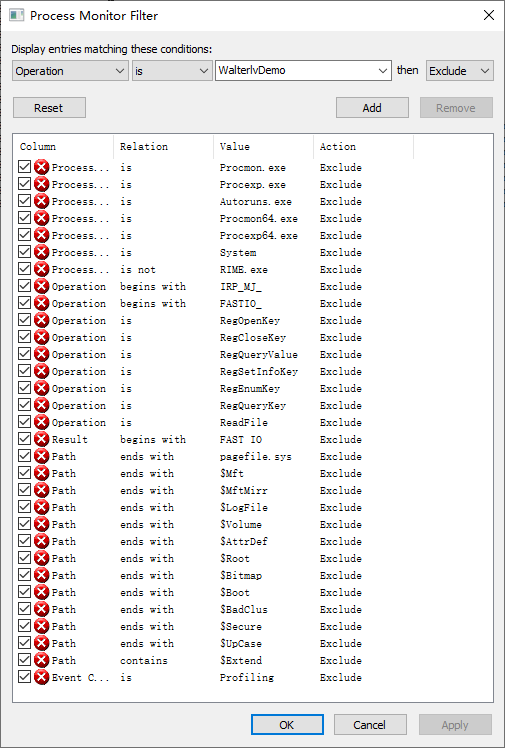 Process Monitor Filter
Display entries matching these conditions:
Operation is WalterlvDemo then Exclude
Reset Add Remove
Column Relation Value Action
Process... is Procmon.exe Exclude
Process... is Procexp.exe Exclude
Process... is Autoruns.exe Exclude
Process... is Procmon64.exe Exclude
Process... is Procexp64.exe Exclude
Process... is System Exclude
Process... is not RIME.exe Exclude
Operation begins with IRP_MJ_ Exclude
Operation begins with FASTIO_ Exclude
Operation is RegOpenKey Exclude
Operation is RegCloseKey Exclude
Operation is RegQueryValue Exclude
Operation is RegSetInfoKey Exclude
Operation is RegEnumKey Exclude
Operation is RegQueryKey Exclude
Operation is ReadFile Exclude
Result begins with FAST IO Exclude
Path ends with pagefile.sys Exclude
Path ends with $Mft Exclude
Path ends with $MftMirr Exclude
Path ends with $LogFile Exclude
Path ends with $Volume Exclude
Path ends with $AttrDef Exclude
Path ends with $Root Exclude
Path ends with $Bitmap Exclude
Path ends with $Boot Exclude
Path ends with $BadClus Exclude
Path ends with $Secure Exclude
Path ends with $UpCase Exclude
Path contains $Extend Exclude
Event C... is Profiling Exclude
OK Cancel Apply